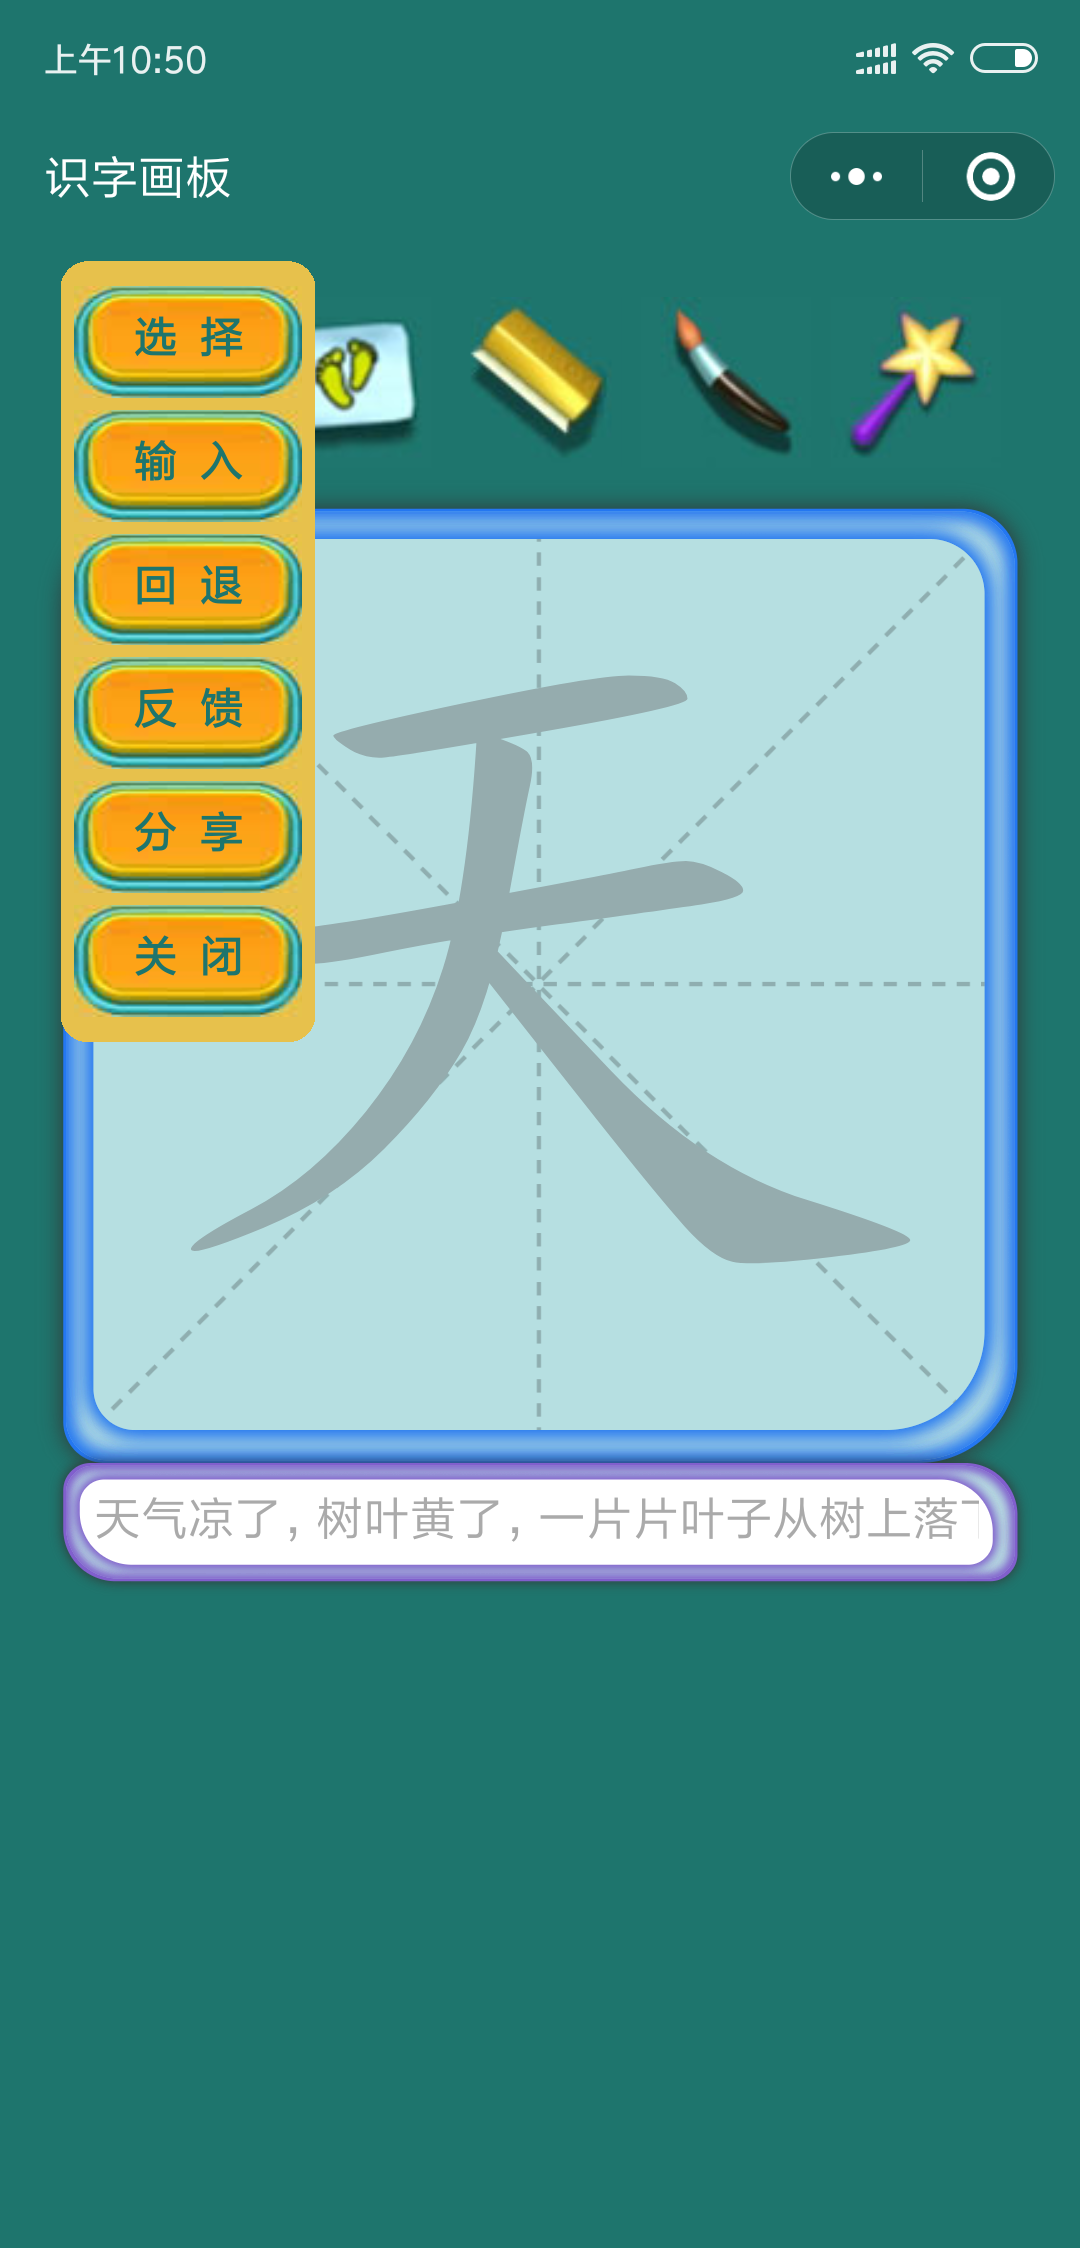 上午10:50
识字画板
选 择
输 入
回 退
反 馈
分 享
关 闭
天
天气凉了, 树叶黄了, 一片片叶子从树上落